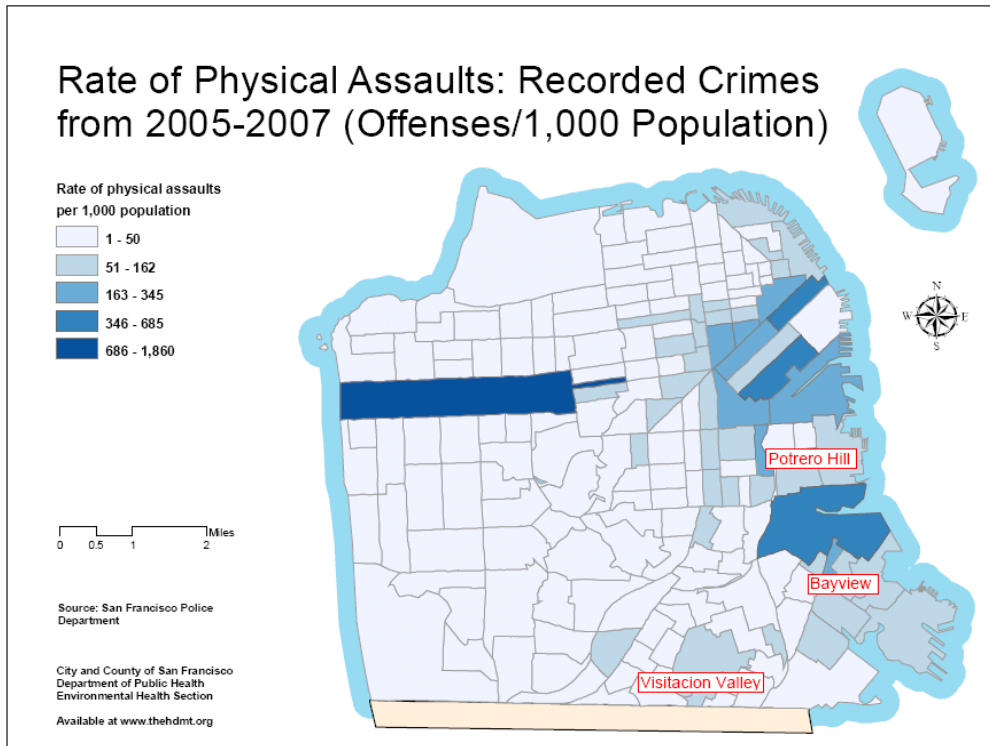 Rate of Physical Assaults: Recorded Crimes
from 2005-2007 (Offenses/1,000 Population)
Rate of physical assaults
per 1,000 population
1 - 50
51 - 162
163 - 345
346 - 685
686 - 1,860
N
W E
S
Potrero Hill
Bayview
Visitacion Valley
Miles
0 0.5 1 2
Source: San Francisco Police
Department
City and County of San Francisco
Department of Public Health
Environmental Health Section
Available at www.thehdmt.org